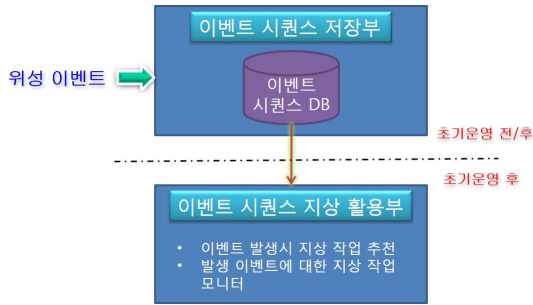 이벤트 시퀀스 저장부
위성 이벤트
이벤트
시퀀스 DB
초기운영 전/후
초기운영 후
이벤트 시퀀스 지상 활용부
• 이벤트 발생시 지상 작업 추천
• 발생 이벤트에 대한 지상 작업
모니터